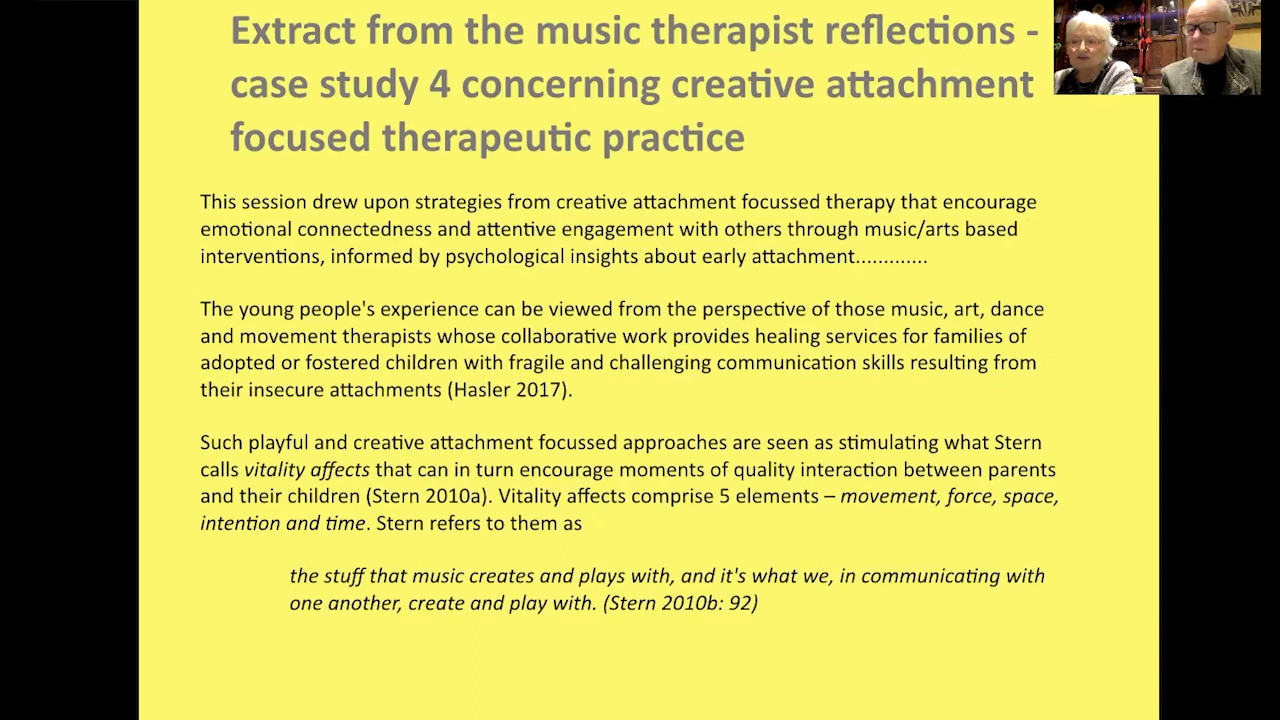 Extract from the music therapist reflections -
case study 4 concerning creative attachment
focused therapeutic practice
This session drew upon strategies from creative attachment focussed therapy that encourage
emotional connectedness and attentive engagement with others through music/arts based
interventions, informed by psychological insights about early attachment.............
The young people's experience can be viewed from the perspective of those music, art, dance
and movement therapists whose collaborative work provides healing services for families of
adopted or fostered children with fragile and challenging communication skills resulting from
their insecure attachments (Hasler 2017).
Such playful and creative attachment focussed approaches are seen as stimulating what Stern
calls vitality affects that can in turn encourage moments of quality interaction between parents
and their children (Stern 2010a). Vitality affects comprise 5 elements – movement, force, space,
intention and time. Stern refers to them as
the stuff that music creates and plays with, and it's what we, in communicating with
one another, create and play with. (Stern 2010b: 92)